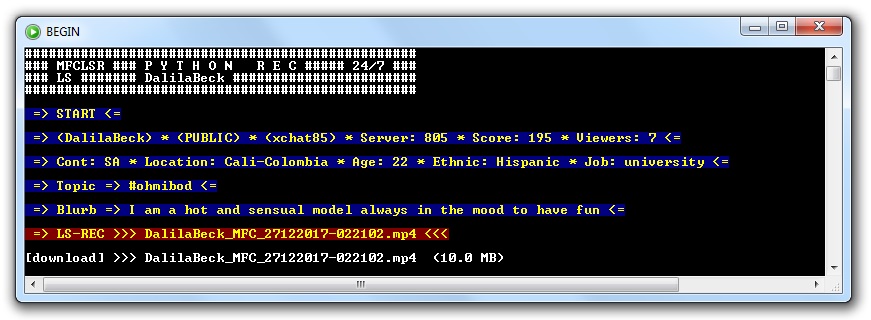 BEGIN
###############################################
### MFCLSR ### P Y T H O N   R E C ##### 24/7 ###
### LS ####### DalilaBeck ######################
###############################################
=> START <=
=> (DalilaBeck) * (PUBLIC) * (xchat85) * Server: 805 * Score: 195 * Viewers: 7 <=
=> Cont: SA * Location: Cali-Colombia * Age: 22 * Ethnic: Hispanic * Job: university <=
=> Topic => #ohmibod <=
=> Blurb => I am a hot and sensual model always in the mood to have fun <=
=> LS-REC >>> DalilaBeck_MFC_27122017-022102.mp4 <<<
[download] >>> DalilaBeck_MFC_27122017-022102.mp4  (10.0 MB)